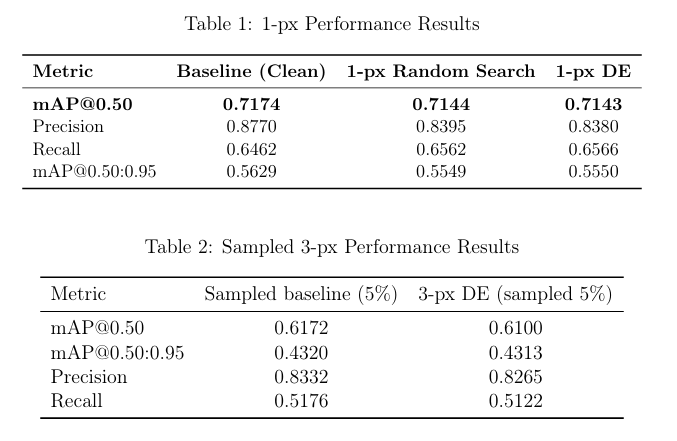 Table 1: 1-px Performance Results
Metric Baseline (Clean) 1-px Random Search 1-px DE
mAP@0.50 0.7174 0.7144 0.7143
Precision 0.8770 0.8395 0.8380
Recall 0.6462 0.6562 0.6566
mAP@0.50:0.95 0.5629 0.5549 0.5550
Table 2: Sampled 3-px Performance Results
Metric Sampled baseline (5%) 3-px DE (sampled 5%)
mAP@0.50 0.6172 0.6100
mAP@0.50:0.95 0.4320 0.4313
Precision 0.8332 0.8265
Recall 0.5176 0.5122